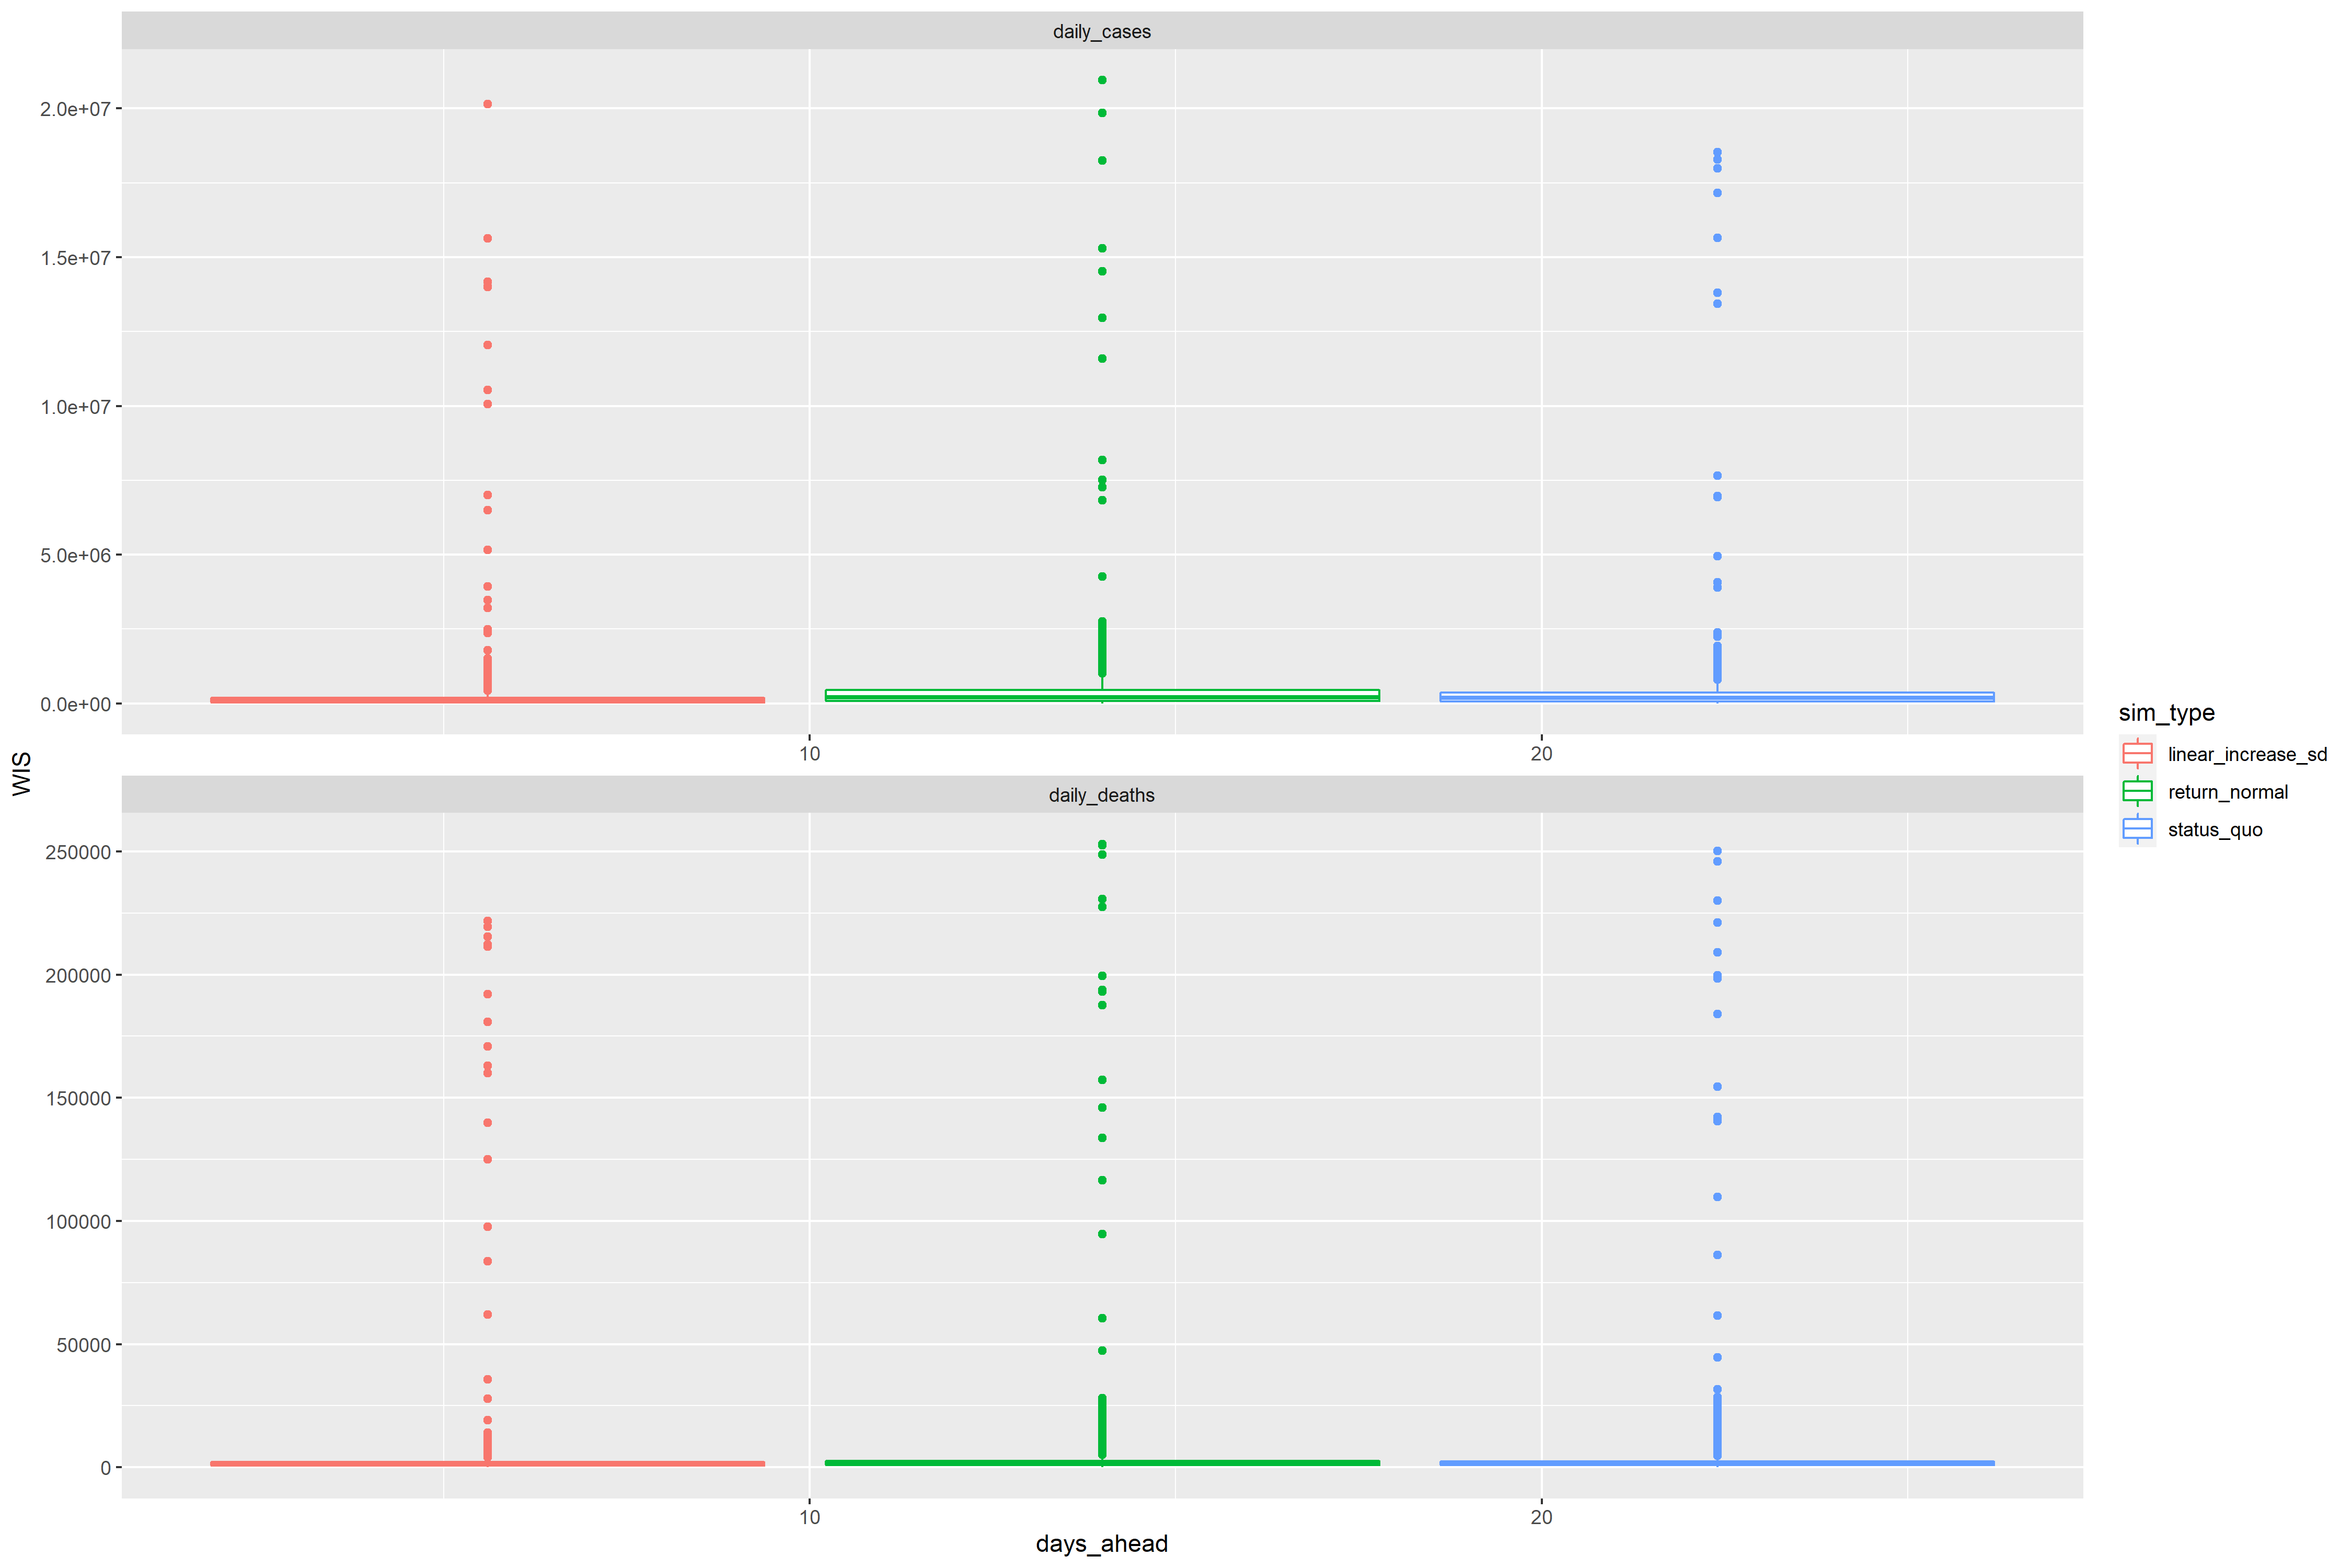 daily_cases
2.0e+07
1.5e+07
1.0e+07
5.0e+06
0.0e+00
10
20
daily_deaths
250000
200000
150000
100000
50000
0
10
20
days_ahead
WIS
sim_type
linear_increase_sd
return_normal
status_quo